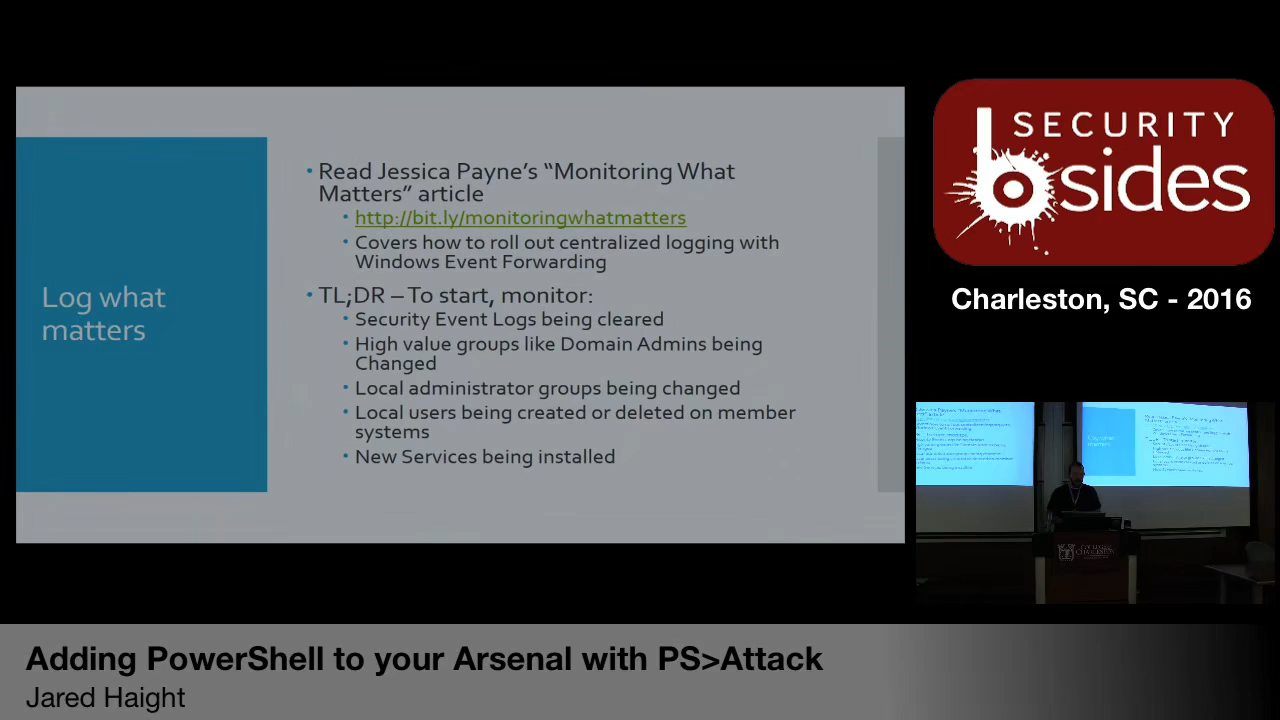 Log what
matters
• Read Jessica Payne's “Monitoring What
Matters” article
• http://bit.ly/monitoringwhatmatters
• Covers how to roll out centralized logging with
Windows Event Forwarding
• TL;DR – To start, monitor:
• Security Event Logs being cleared
• High value groups like Domain Admins being
Changed
• Local administrator groups being changed
• Local users being created or deleted on member
systems
• New Services being installed
SECURITY
bsides
Charleston, SC - 2016
Adding PowerShell to your Arsenal with PS>Attack
Jared Haight